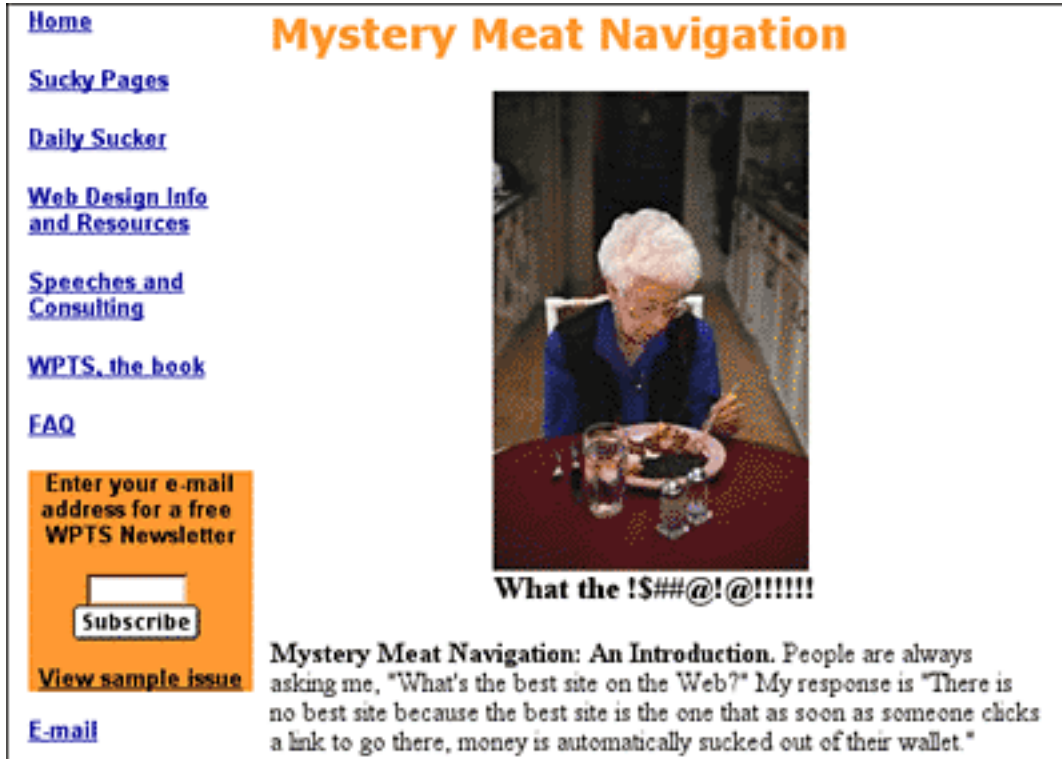 Home
Sucky Pages
Daily Sucker
Web Design Info
and Resources
Speeches and
Consulting
WPTS, the book
FAQ
Enter your e-mail
address for a free
WPTS Newsletter
Subscribe
View sample issue
E-mail
Mystery Meat Navigation
What the !$##@!@!!!!!!
Mystery Meat Navigation: An Introduction. People are always
asking me, "What's the best site on the Web?" My response is "There is
no best site because the best site is the one that as soon as someone clicks
a link to go there, money is automatically sucked out of their wallet."